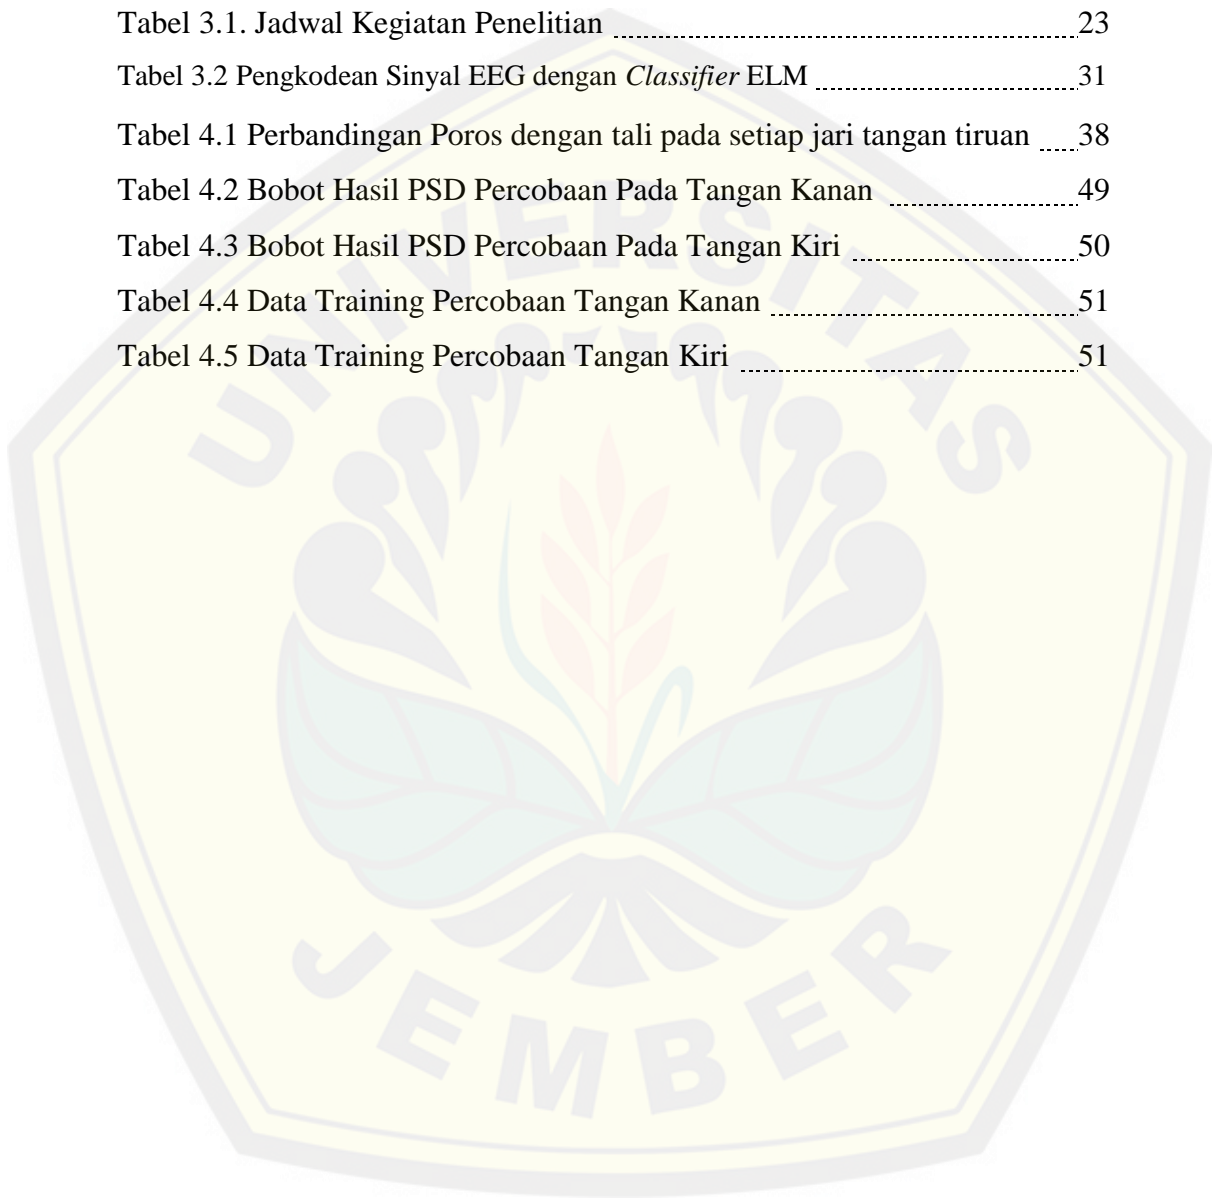 Tabel 3.1. Jadwal Kegiatan Penelitian 23
Tabel 3.2 Pengkodean Sinyal EEG dengan Classifier ELM 31
Tabel 4.1 Perbandingan Poros dengan tali pada setiap jari tangan tiruan 38
Tabel 4.2 Bobot Hasil PSD Percobaan Pada Tangan Kanan 49
Tabel 4.3 Bobot Hasil PSD Percobaan Pada Tangan Kiri 50
Tabel 4.4 Data Training Percobaan Tangan Kanan 51
Tabel 4.5 Data Training Percobaan Tangan Kiri 51
UNIVERSITAS
JEMBER